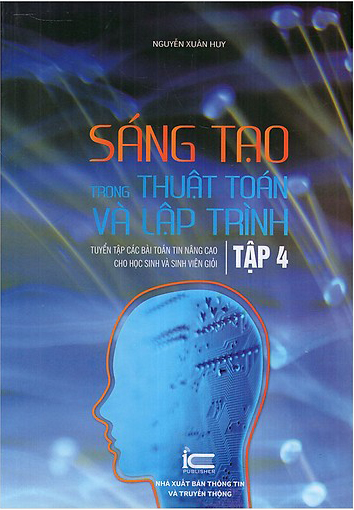 NGUYỄN XUÂN HUY
SÁNG TẠO
TRONG THUẬT TOÁN
VÀ LẬP TRÌNH
TUYỂN TẬP CÁC BÀI TOÁN TIN NÂNG CAO
CHO HỌC SINH VÀ SINH VIÊN GIỎI
TẬP 4
ic
PUBLISHER
NHÀ XUẤT BẢN THÔNG TIN
VÀ TRUYỀN THÔNG